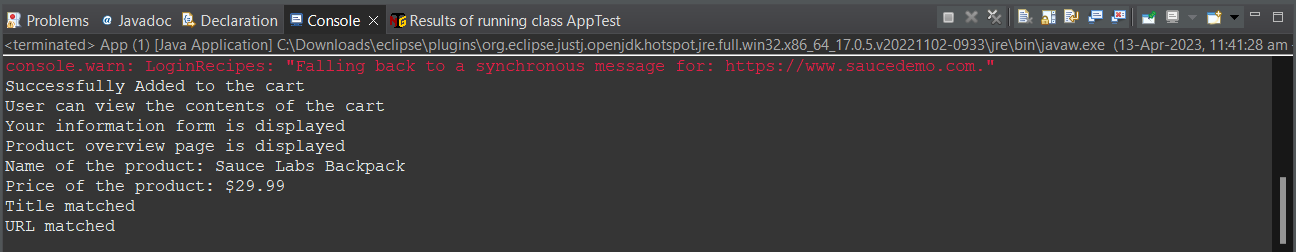 Problems @ Javadoc Declaration Console × Results of running class AppTest
<terminated> App (1) [Java Application] C:\Downloads\eclipse\plugins\org.eclipse.justj.openjdk.hotspot.jre.full.win32.x86_64_17.0.5.v20221102-0933\jre\bin\javaw.exe (13-Apr-2023, 11:41:28 am -
console.warn: LoginRecipes: "Falling back to a synchronous message for: https://www.saucedemo.com."
Successfully Added to the cart
User can view the contents of the cart
Your information form is displayed
Product overview page is displayed
Name of the product: Sauce Labs Backpack
Price of the product: $29.99
Title matched
URL matched